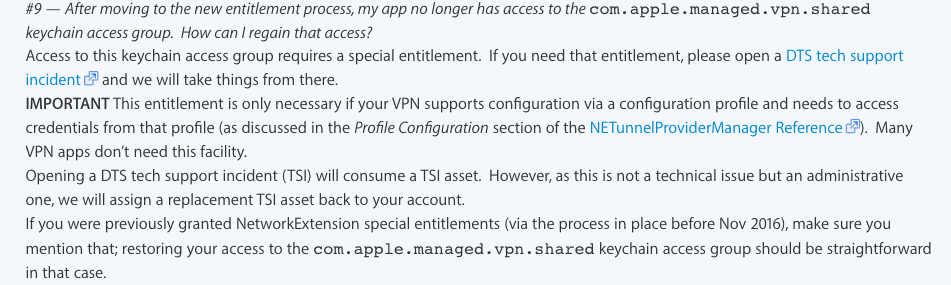 #9 — After moving to the new entitlement process, my app no longer has access to the com.apple.managed.vpn.shared
keychain access group.  How can I regain that access?
Access to this keychain access group requires a special entitlement.  If you need that entitlement, please open a DTS tech support
incident and we will take things from there.
IMPORTANT This entitlement is only necessary if your VPN supports configuration via a configuration profile and needs to access
credentials from that profile (as discussed in the Profile Configuration section of the NETunnelProviderManager Reference).  Many
VPN apps don’t need this facility.
Opening a DTS tech support incident (TSI) will consume a TSI asset.  However, as this is not a technical issue but an administrative
one, we will assign a replacement TSI asset back to your account.
If you were previously granted NetworkExtension special entitlements (via the process in place before Nov 2016), make sure you
mention that; restoring your access to the com.apple.managed.vpn.shared keychain access group should be straightforward
in that case.